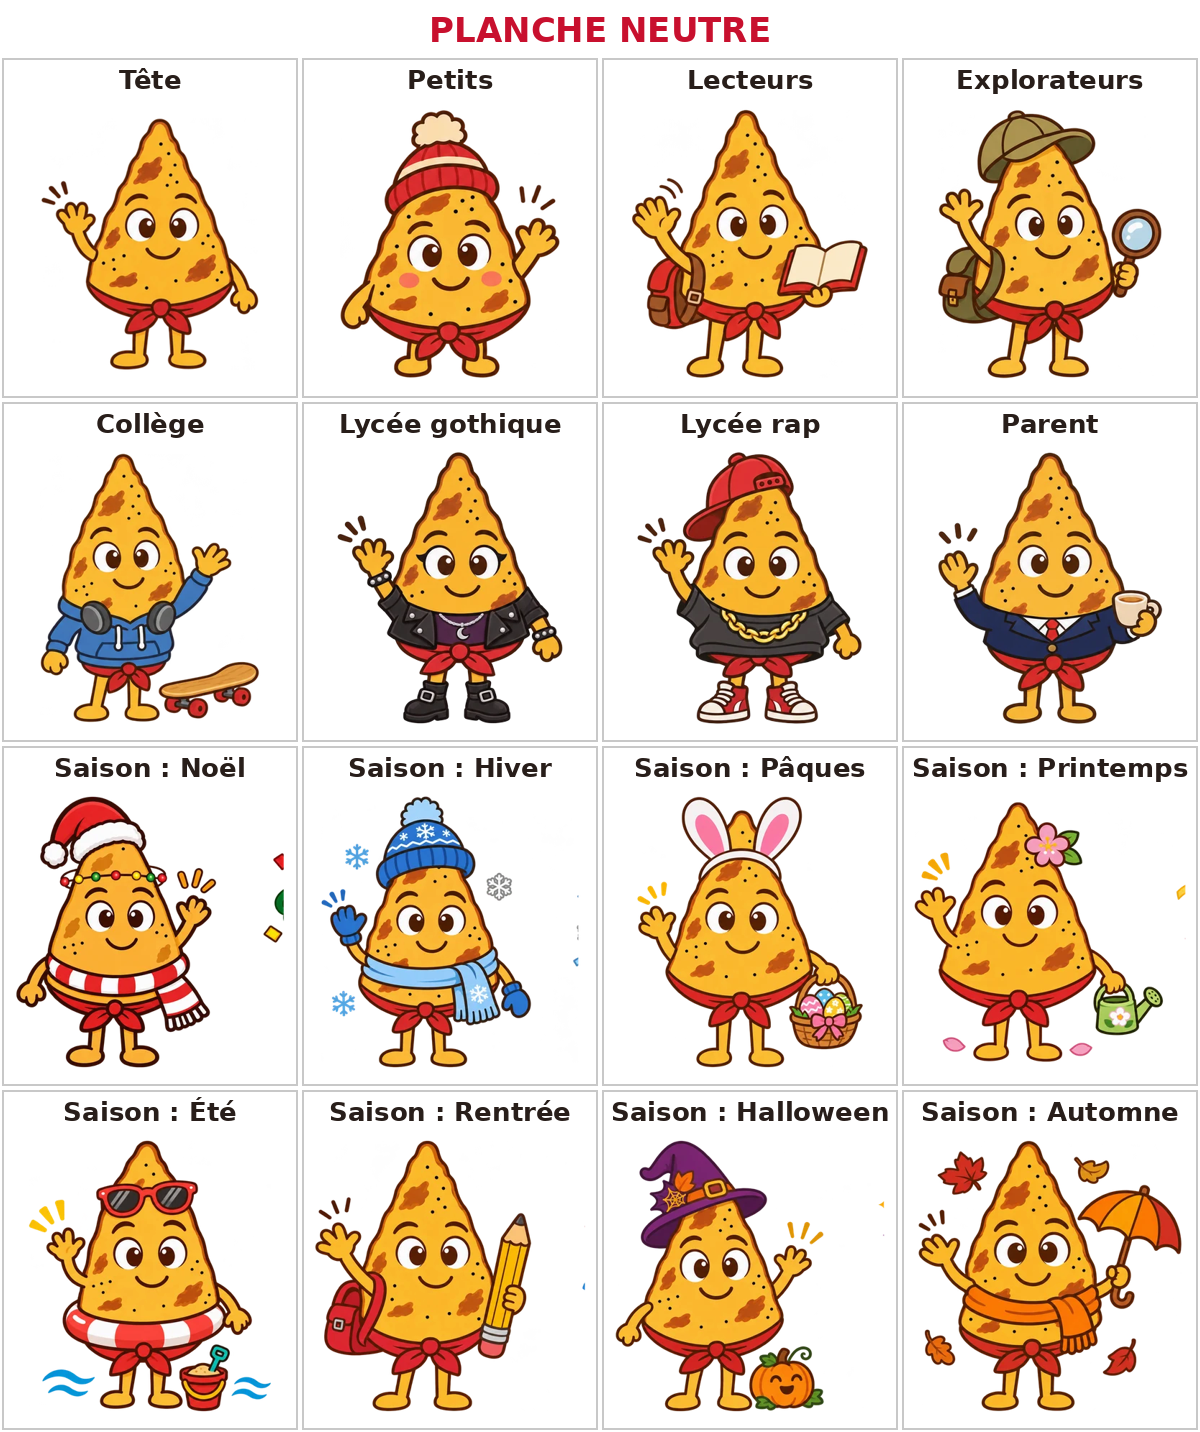 PLANCHE NEUTRE
Tête
Petits
Lecteurs
Explorateurs
Collège
Lycée gothique
Lycée rap
Parent
Saison : Noël
Saison : Hiver
Saison : Pâques
Saison : Printemps
Saison : Été
Saison : Rentrée
Saison : Halloween
Saison : Automne